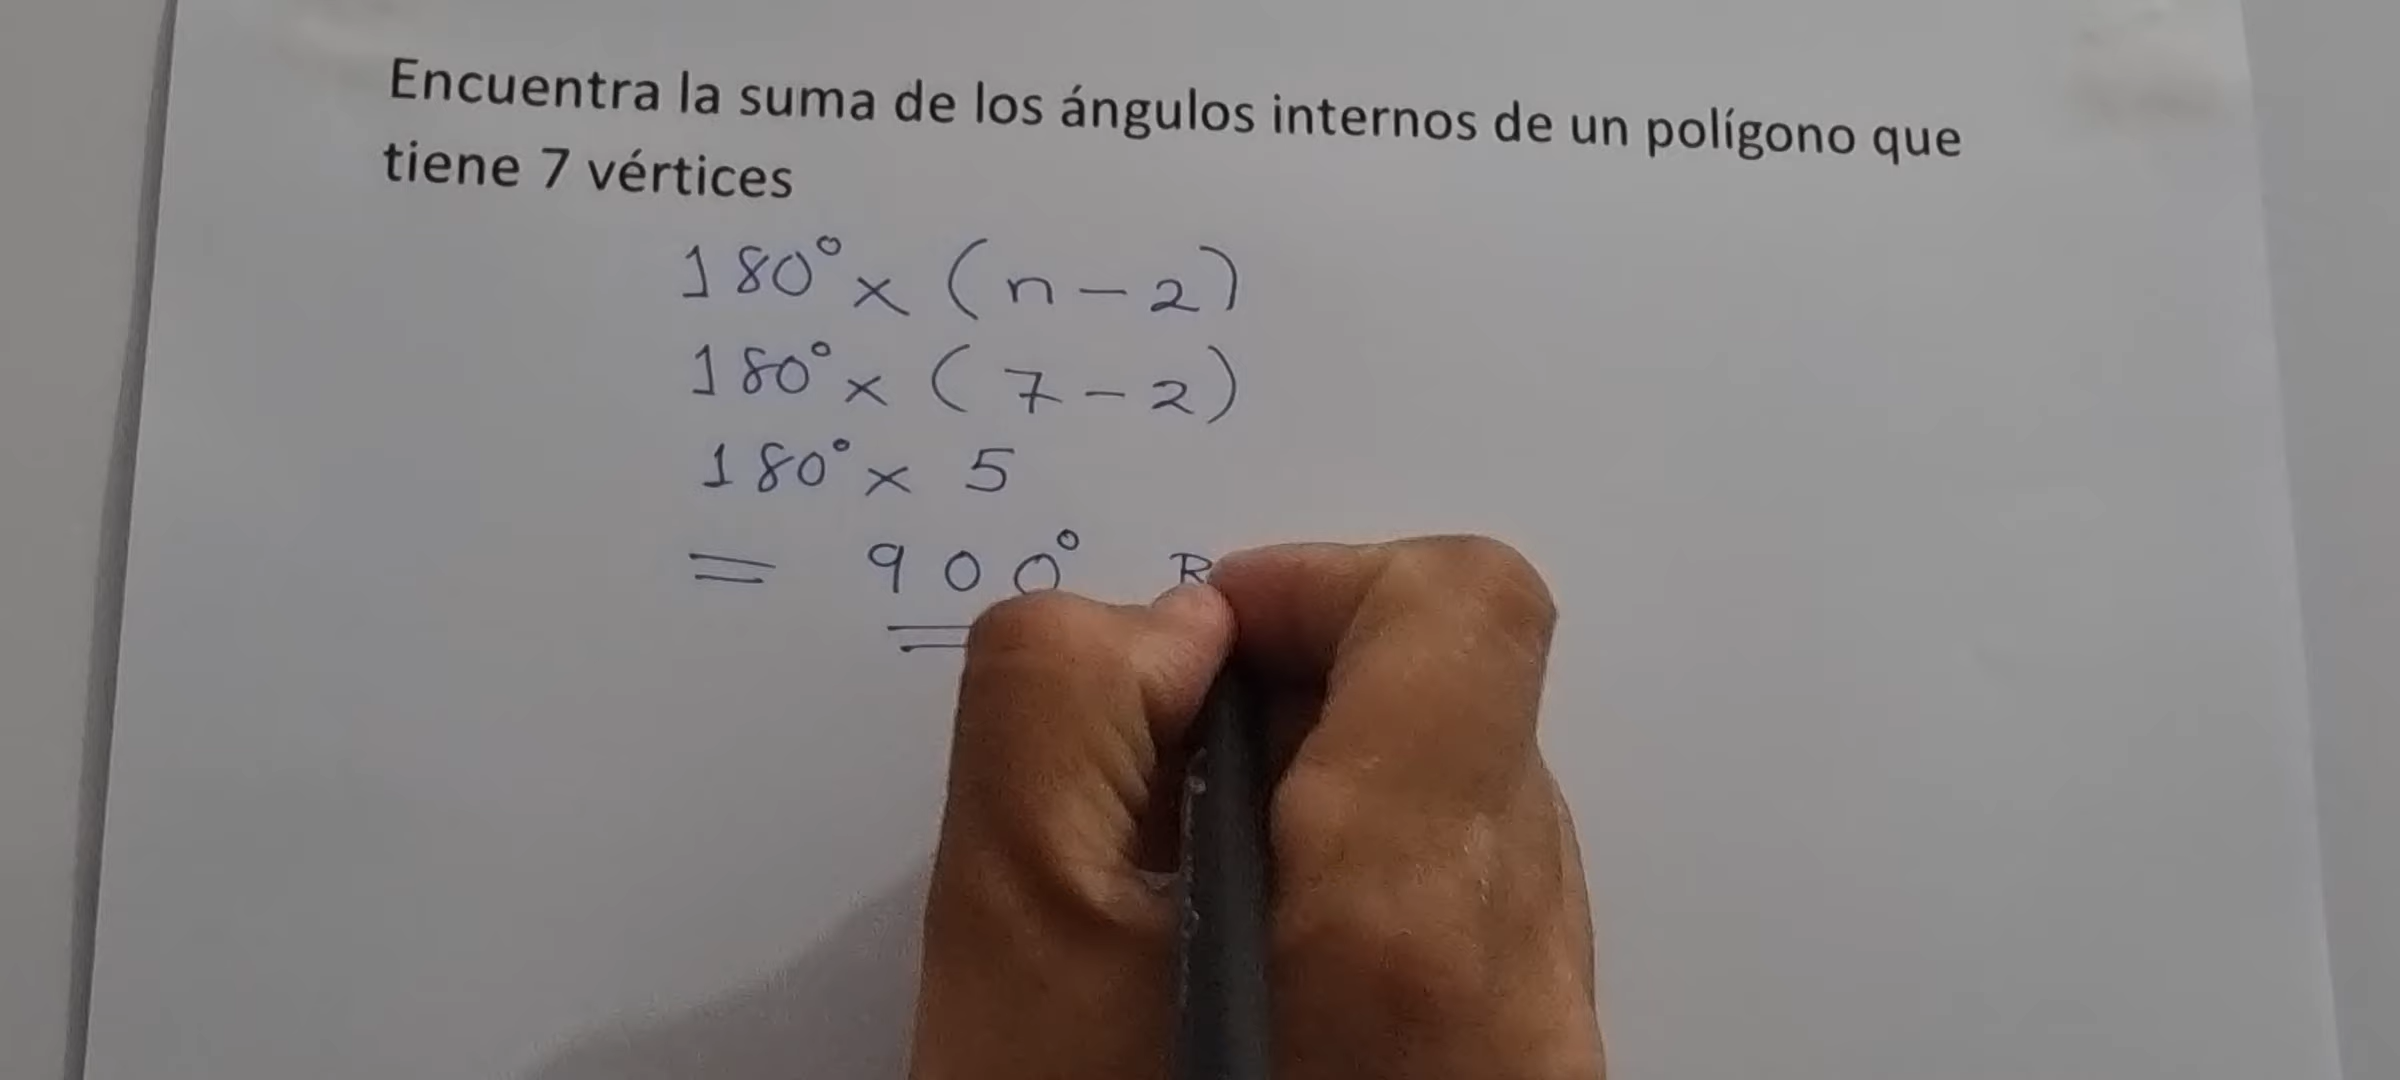 Encuentra la suma de los ángulos internos de un polígono que
tiene 7 vértices
180° × (n - 2)
180° × (7 - 2)
180° × 5
= 900° R